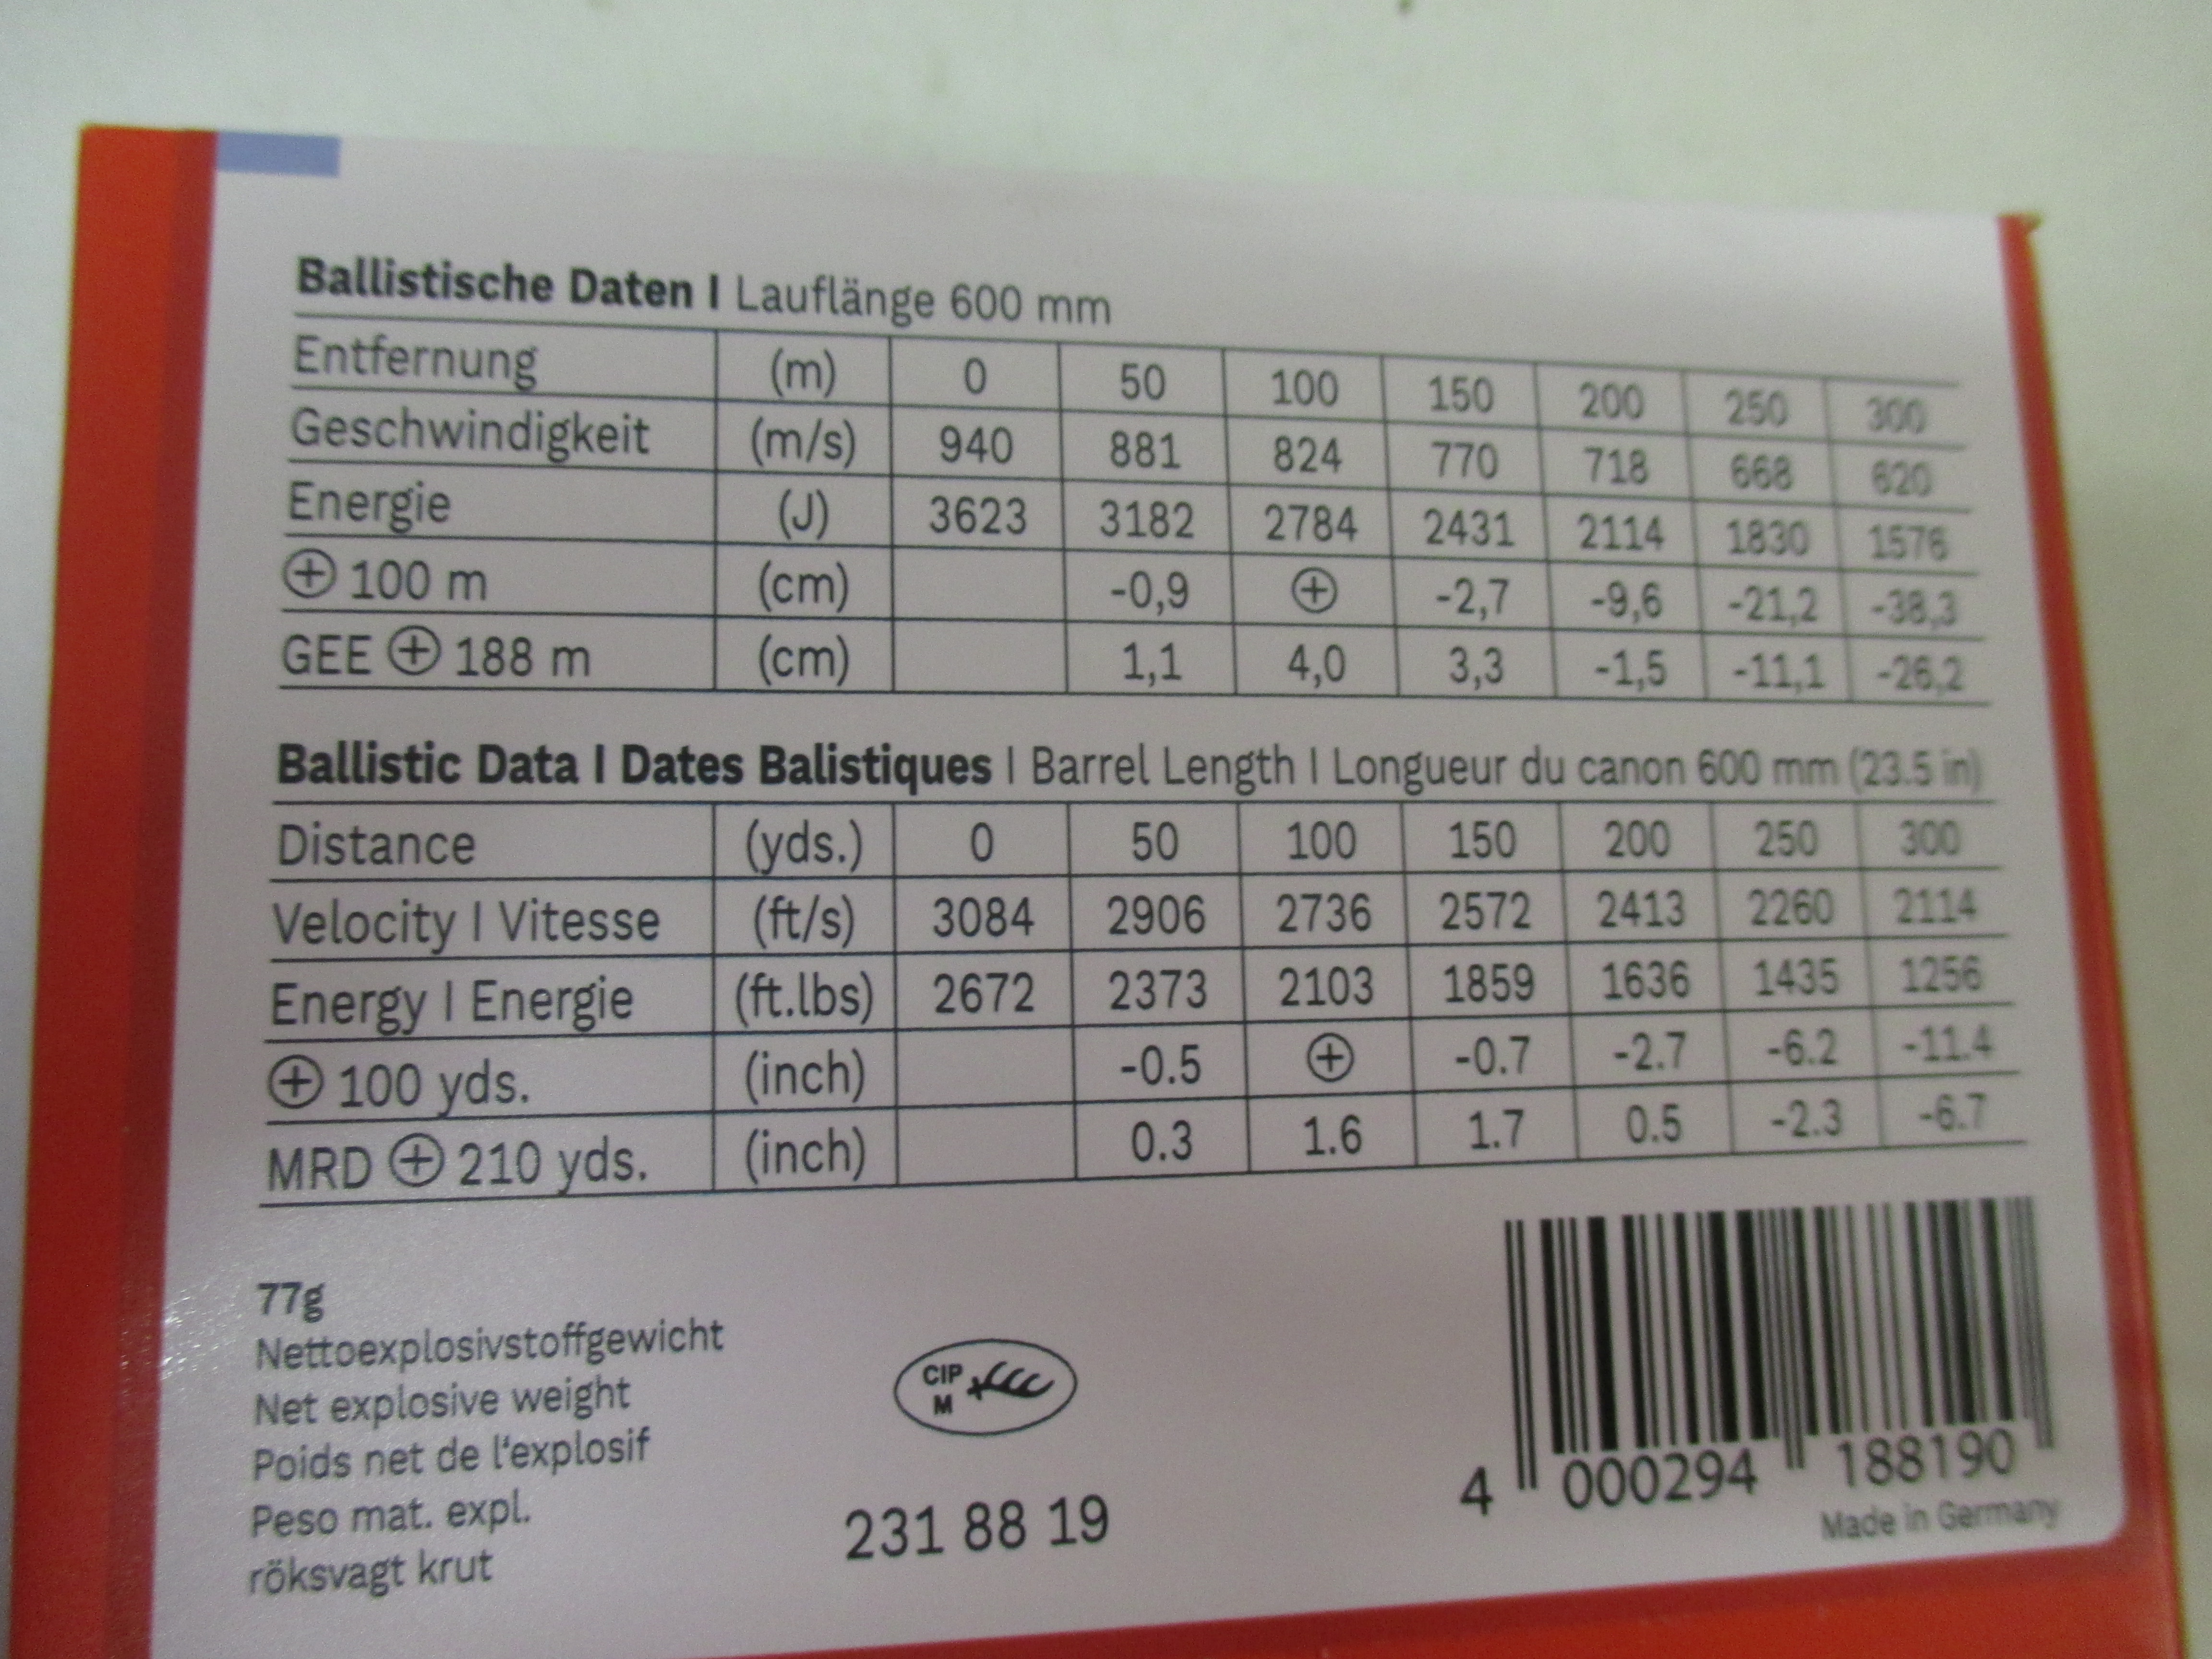 Ballistische Daten I Lauflänge 600 mm
Entfernung (m) 0 50 100 150 200 250 300
Geschwindigkeit (m/s) 940 881 824 770 718 668 620
Energie (J) 3623 3182 2784 2431 2114 1830 1576
⊕ 100 m (cm) -0,9 ⊕ -2,7 -9,6 -21,2 -38,3
GEE ⊕ 188 m (cm) 1,1 4,0 3,3 -1,5 -11,1 -26,2
Ballistic Data I Dates Balistiques I Barrel Length I Longueur du canon 600 mm (23.5 in)
Distance (yds.) 0 50 100 150 200 250 300
Velocity I Vitesse (ft/s) 3084 2906 2736 2572 2413 2260 2114
Energy I Energie (ft.lbs) 2672 2373 2103 1859 1636 1435 1256
⊕ 100 yds. (inch) -0.5 ⊕ -0.7 -2.7 -6.2 -11.4
MRD ⊕ 210 yds. (inch) 0.3 1.6 1.7 0.5 -2.3 -6.7
77g
Nettoexplosivstoffgewicht
Net explosive weight
Poids net de l'explosif
Peso mat. expl.
röksvagt krut
CIP
M
231 88 19
4 000294 188190
Made in Germany